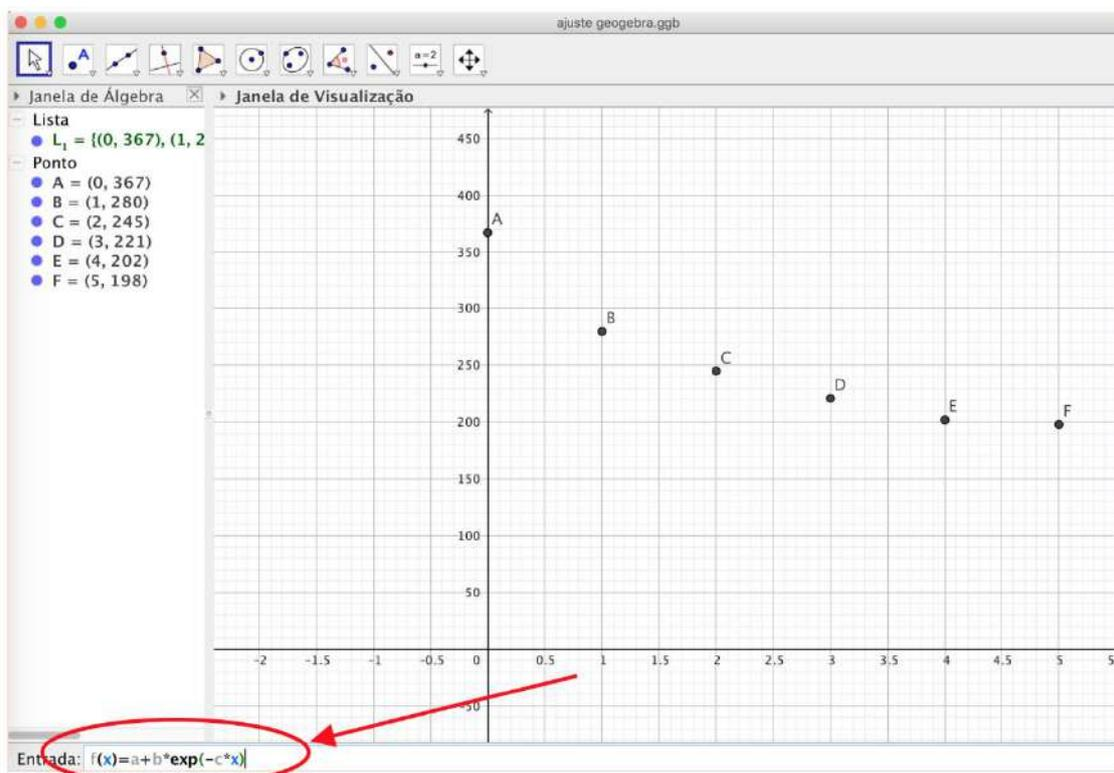 ajuste geogebra.ggb
A
a=2
Janela de Álgebra
Janela de Visualização
Lista
L₁ = {(0, 367), (1, 2
Ponto
A = (0, 367)
B = (1, 280)
C = (2, 245)
D = (3, 221)
E = (4, 202)
F = (5, 198)
450
400
350
300
250
200
150
100
50
A
B
C
D
E
F
-2 -1.5 -1 -0.5 0 0.5 1 1.5 2 2.5 3 3.5 4 4.5 5 5
-50
Entrada: f(x)=a+b*exp(-c*x)